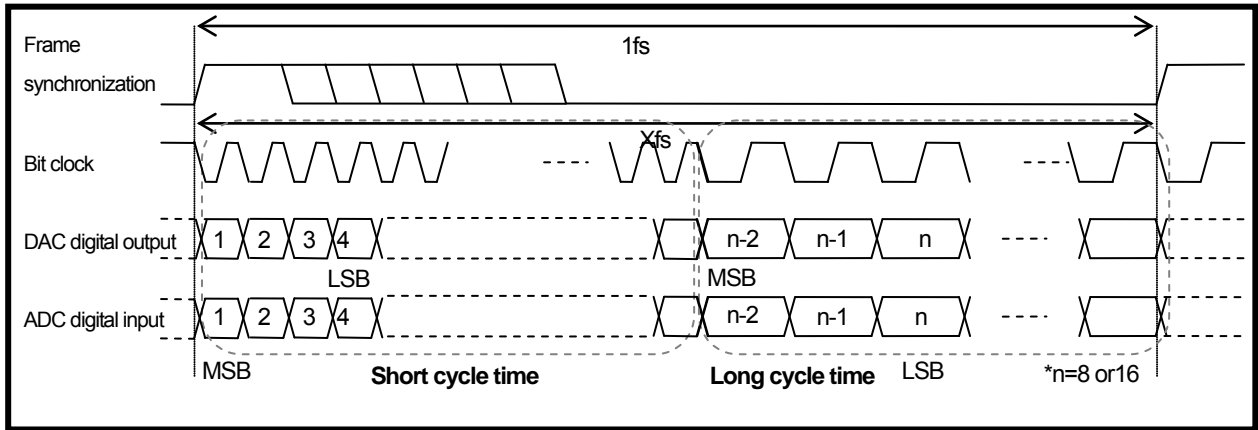 Frame
1fs
synchronization
Xfs
Bit clock
DAC digital output 1 2 3 4 n-2 n-1 n
LSB MSB
ADC digital input 1 2 3 4 n-2 n-1 n
MSB Short cycle time Long cycle time LSB *n=8 or16